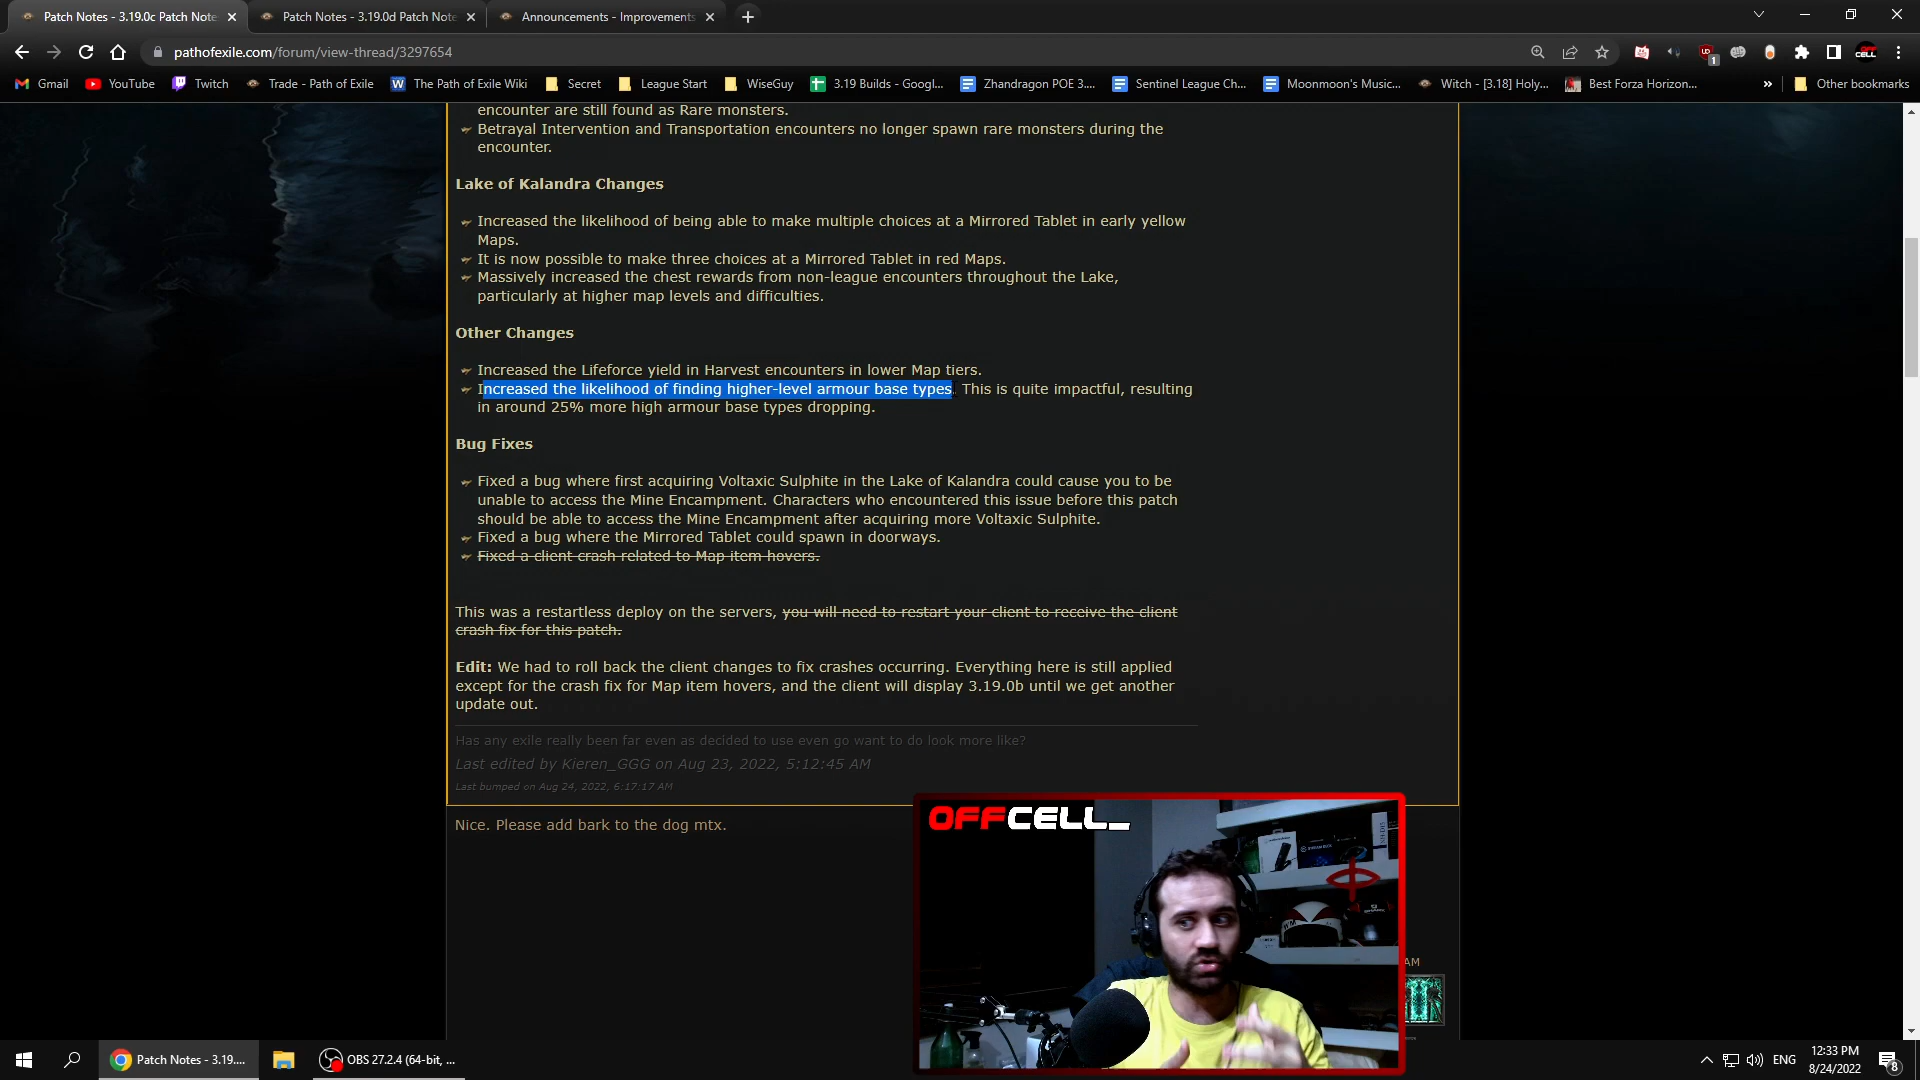 Patch Notes - 3.19.0c Patch Note
Patch Notes - 3.19.0d Patch Note
Announcements - Improvements
pathofexile.com/forum/view-thread/3297654
1
Gmail
YouTube
Twitch
Trade - Path of Exile
The Path of Exile Wiki
Secret
League Start
WiseGuy
3.19 Builds - Googl...
Zhandragon POE 3....
Sentinel League Ch...
Moonmoon's Music...
Witch - [3.18] Holy...
Best Forza Horizon...
»
Other bookmarks
encounter are still found as Rare monsters.
Betrayal Intervention and Transportation encounters no longer spawn rare monsters during the
encounter.
Lake of Kalandra Changes
Increased the likelihood of being able to make multiple choices at a Mirrored Tablet in early yellow
Maps.
It is now possible to make three choices at a Mirrored Tablet in red Maps.
Massively increased the chest rewards from non-league encounters throughout the Lake,
particularly at higher map levels and difficulties.
Other Changes
Increased the Lifeforce yield in Harvest encounters in lower Map tiers.
Increased the likelihood of finding higher-level armour base types. This is quite impactful, resulting
in around 25% more high armour base types dropping.
Bug Fixes
Fixed a bug where first acquiring Voltaxic Sulphite in the Lake of Kalandra could cause you to be
unable to access the Mine Encampment. Characters who encountered this issue before this patch
should be able to access the Mine Encampment after acquiring more Voltaxic Sulphite.
Fixed a bug where the Mirrored Tablet could spawn in doorways.
Fixed a client crash related to Map item hovers.
This was a restartless deploy on the servers, you will need to restart your client to receive the client
crash fix for this patch.
Edit: We had to roll back the client changes to fix crashes occurring. Everything here is still applied
except for the crash fix for Map item hovers, and the client will display 3.19.0b until we get another
update out.
Has any exile really been far even as decided to use even go want to do look more like?
Last edited by Kieren_GGG on Aug 23, 2022, 5:12:45 AM
Last bumped on Aug 24, 2022, 6:17:17 AM
Nice. Please add bark to the dog mtx.
OFFCELL_
AM
Patch Notes - 3.19....
OBS 27.2.4 (64-bit, ...
ENG
12:33 PM
8/24/2022
8